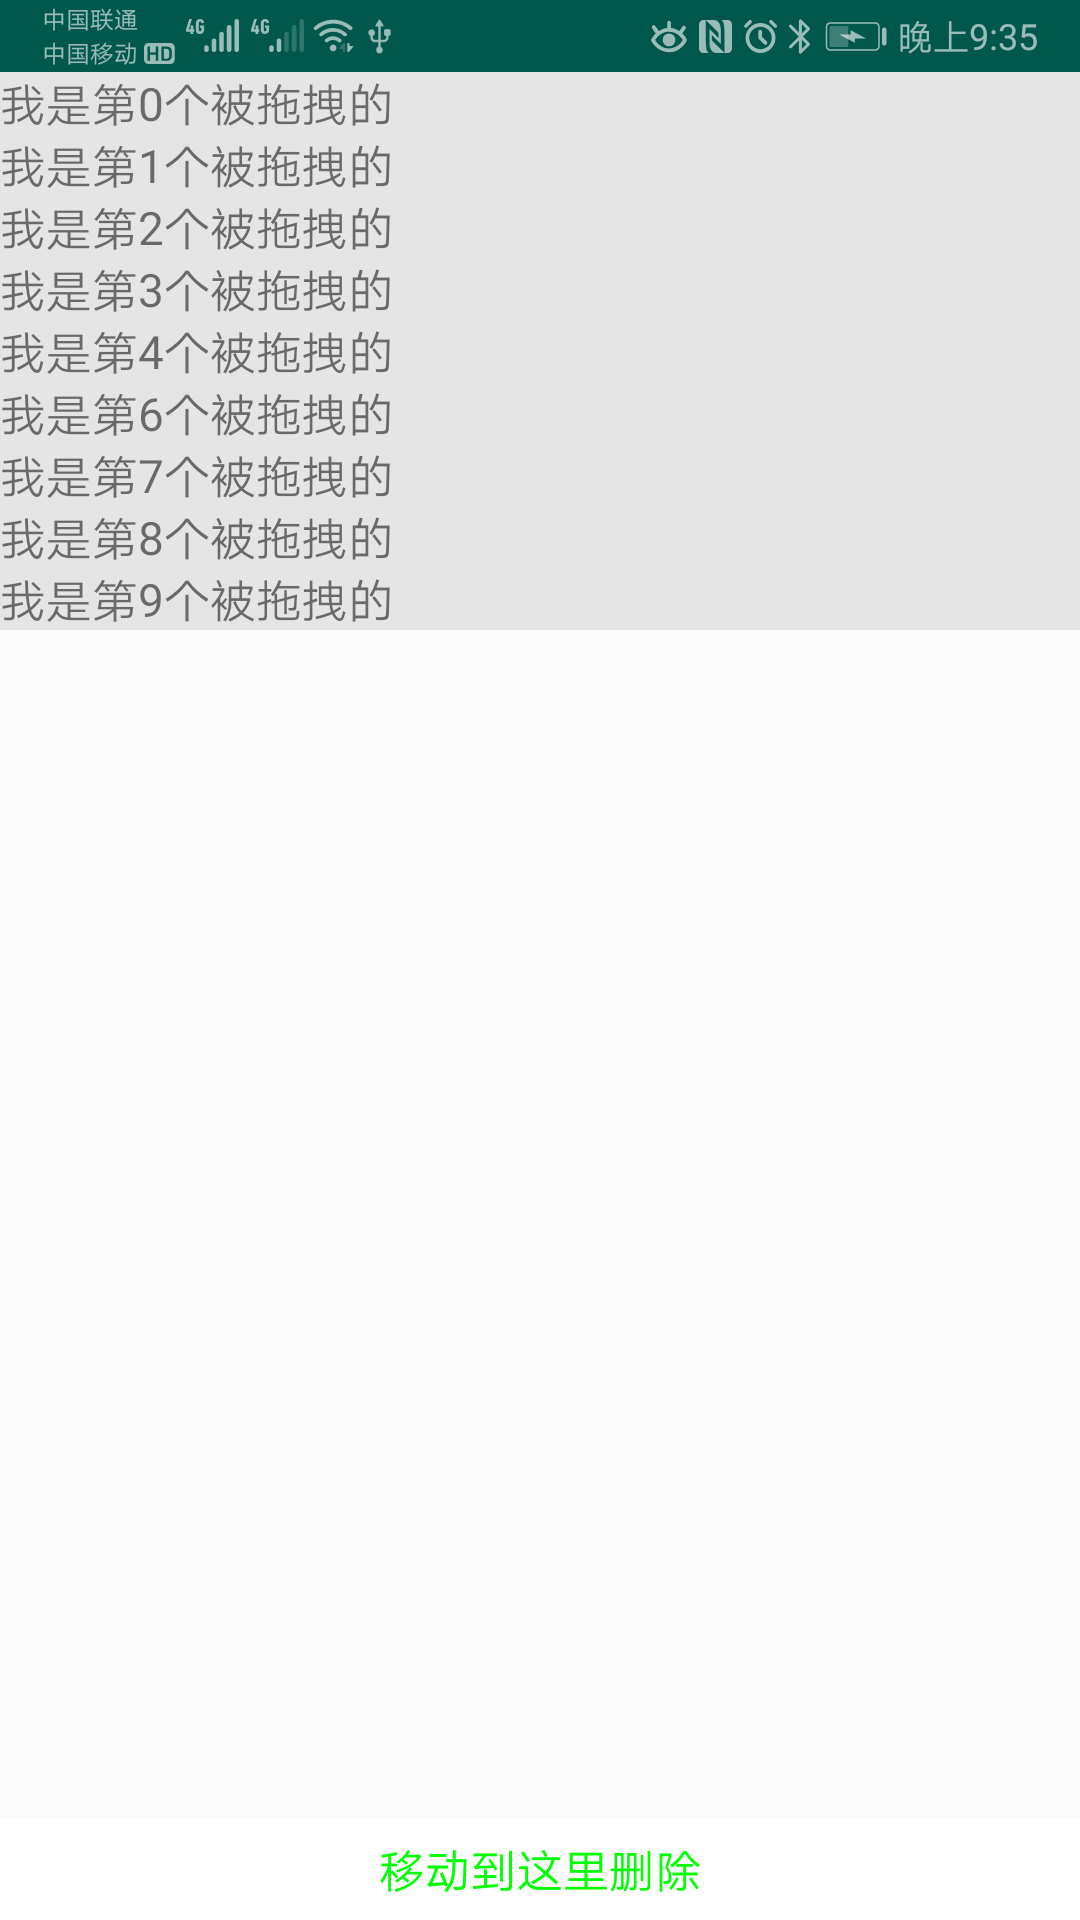 中国联通
中国移动 HD 4G 4G 晚上9:35
我是第0个被拖拽的
我是第1个被拖拽的
我是第2个被拖拽的
我是第3个被拖拽的
我是第4个被拖拽的
我是第6个被拖拽的
我是第7个被拖拽的
我是第8个被拖拽的
我是第9个被拖拽的
移动到这里删除